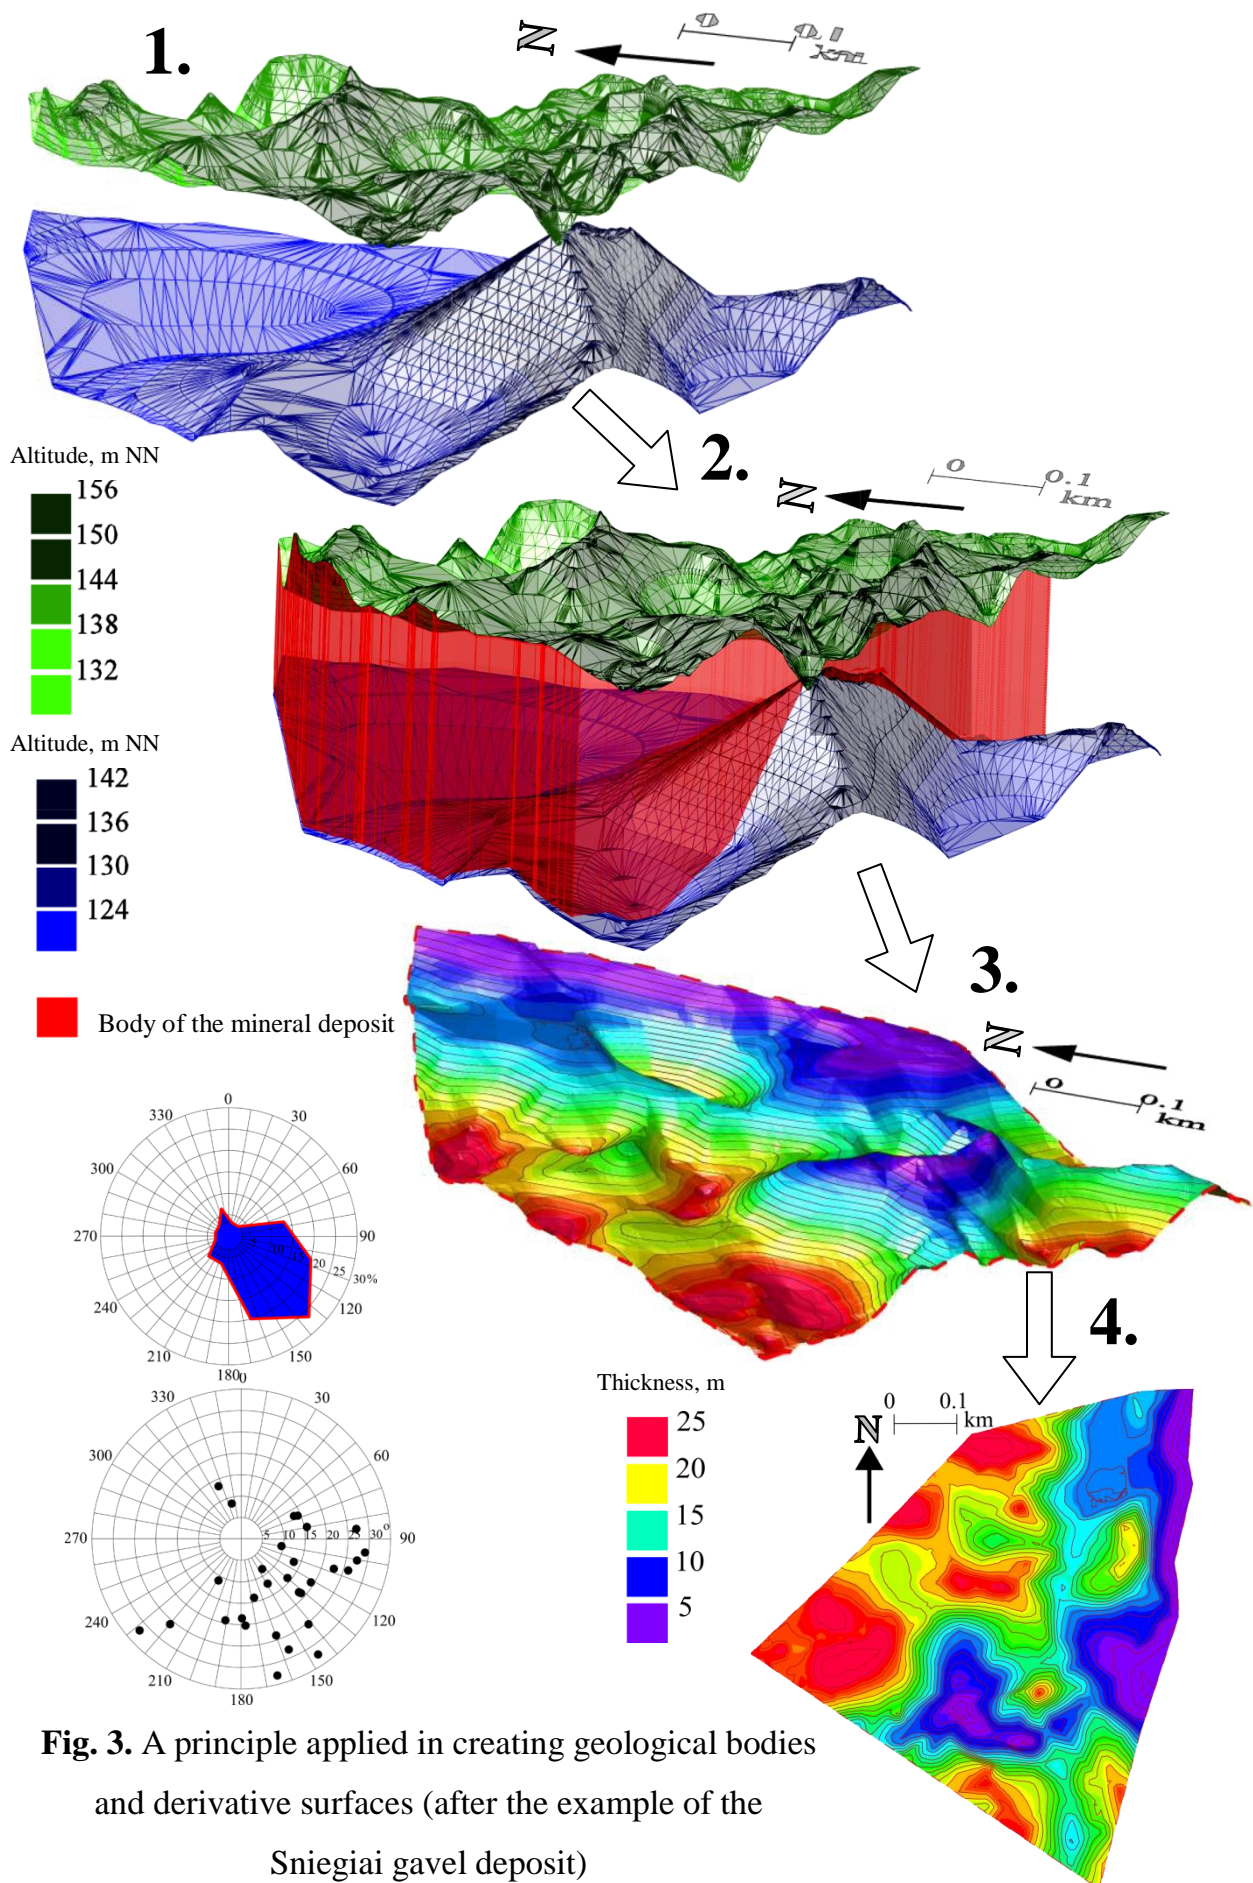 1.
N
0 0.1
km
Altitude, m NN
156
150
144
138
132
2.
N
0 0.1
km
Altitude, m NN
142
136
130
124
Body of the mineral deposit
3.
N
0 0.1
km
0
330 30
300 60
270 90
5 10 15 20 25 30%
240 120
210 150
180
4.
0
330 30
300 60
270 5 10 15 20 25 30° 90
240 120
210 150
180
Thickness, m
25
20
15
10
5
0 0.1
km
N
Fig. 3. A principle applied in creating geological bodies
and derivative surfaces (after the example of the
Sniegiai gavel deposit)